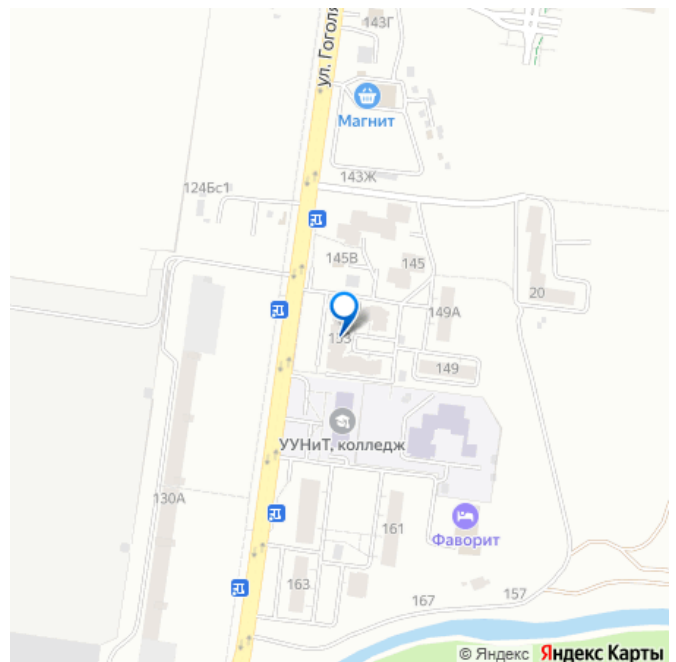 143Г
ул. Гоголя
Магнит
143Ж
124Бс1
145В
145
20
149А
153
149
УУНиТ, колледж
130А
161
Фаворит
163
157
167
© Яндекс Яндекс Карты